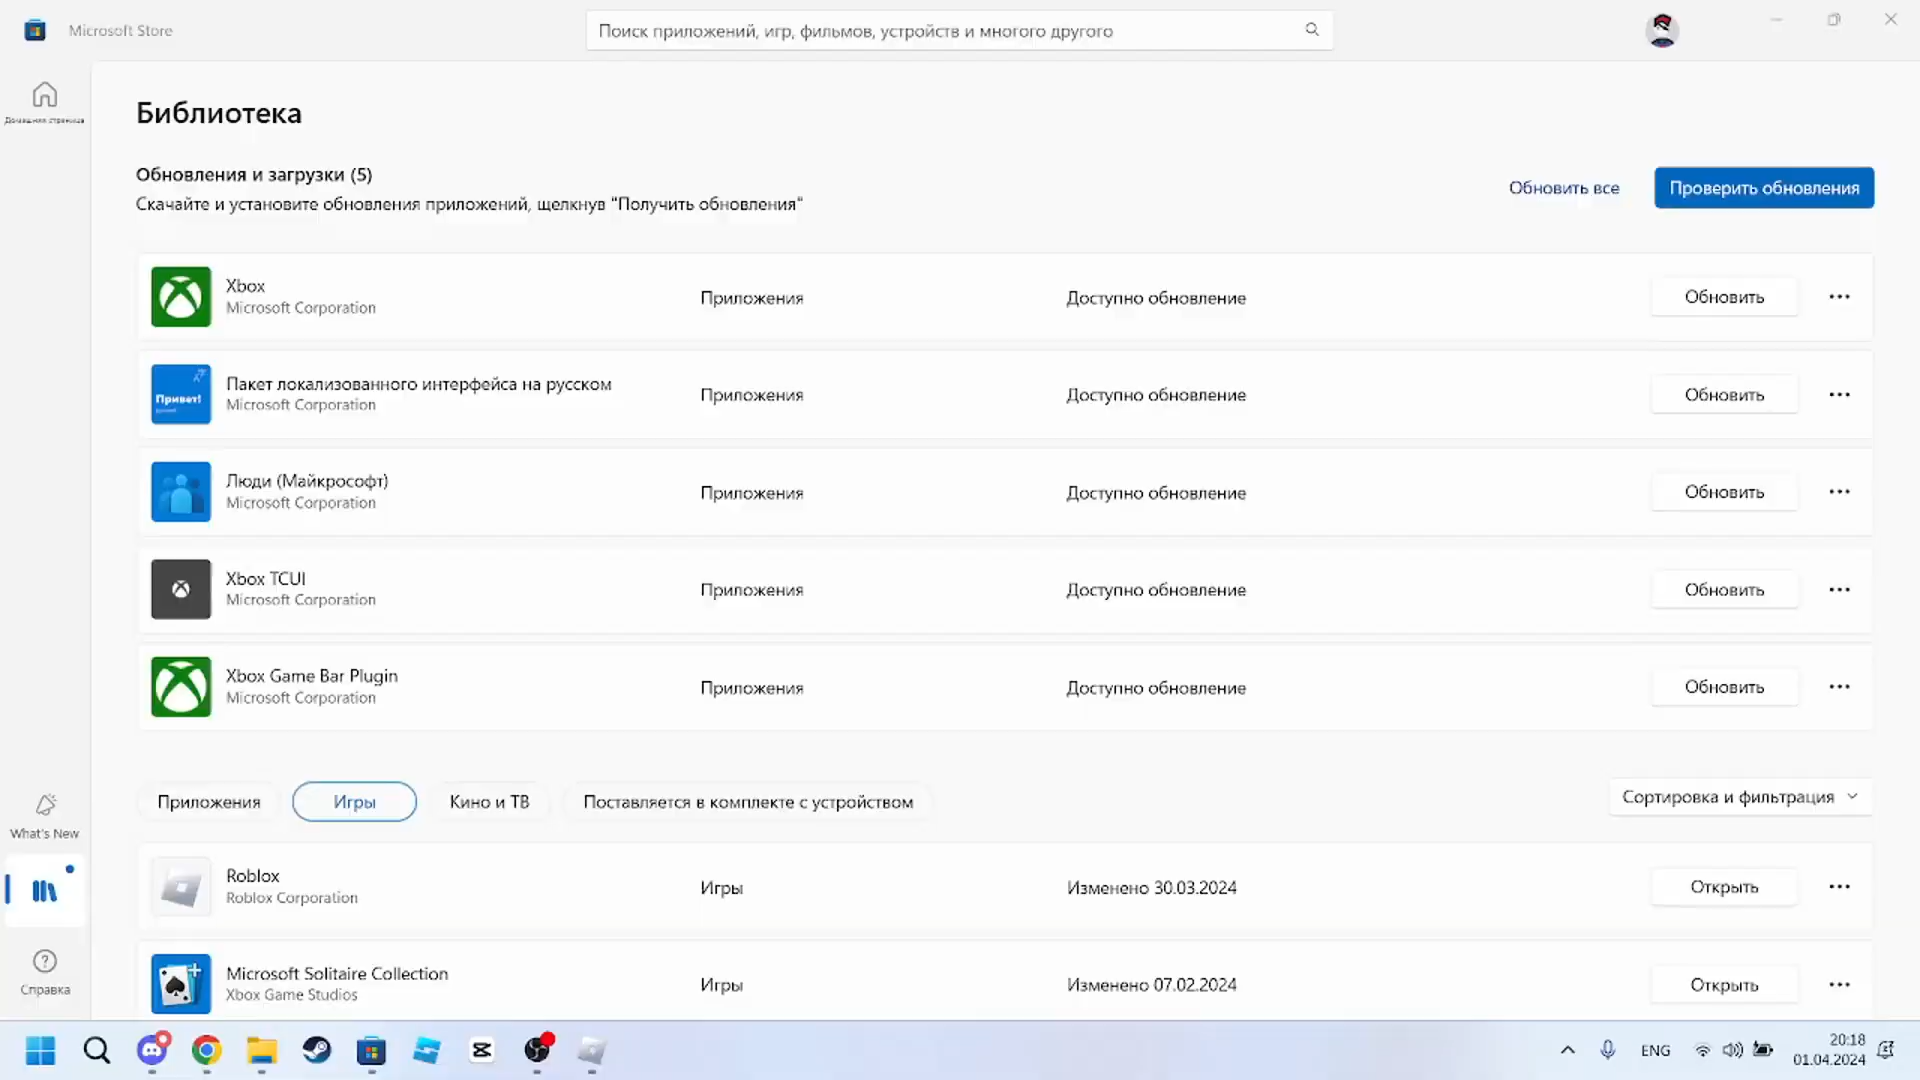 Microsoft Store
Поиск приложений, игр, фильмов, устройств и многого другого
Домашняя страница
Библиотека
Обновления и загрузки (5)
Скачайте и установите обновления приложений, щелкнув "Получить обновления"
Обновить все
Проверить обновления
Xbox
Microsoft Corporation
Приложения
Доступно обновление
Обновить
Привет!
Пакет локализованного интерфейса на русском
Microsoft Corporation
Приложения
Доступно обновление
Обновить
Люди (Майкрософт)
Microsoft Corporation
Приложения
Доступно обновление
Обновить
Xbox TCUI
Microsoft Corporation
Приложения
Доступно обновление
Обновить
Xbox Game Bar Plugin
Microsoft Corporation
Приложения
Доступно обновление
Обновить
What's New
Приложения
Игры
Кино и ТВ
Поставляется в комплекте с устройством
Сортировка и фильтрация
Roblox
Roblox Corporation
Игры
Изменено 30.03.2024
Открыть
Справка
Microsoft Solitaire Collection
Xbox Game Studios
Игры
Изменено 07.02.2024
Открыть
ENG
20:18
01.04.2024